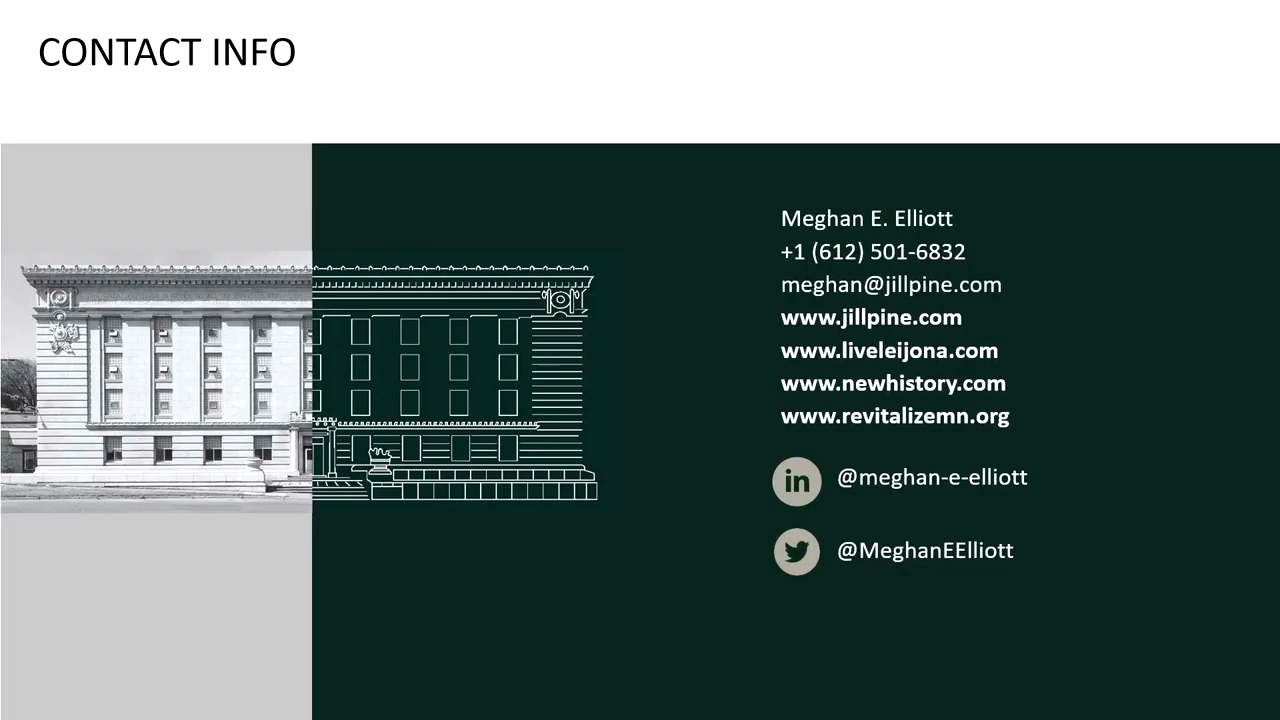 CONTACT INFO
Meghan E. Elliott
+1 (612) 501-6832
meghan@jillpine.com
www.jillpine.com
www.liveleijona.com
www.newhistory.com
www.revitalizemn.org
in
@meghan-e-elliott
@MeghanEElliott